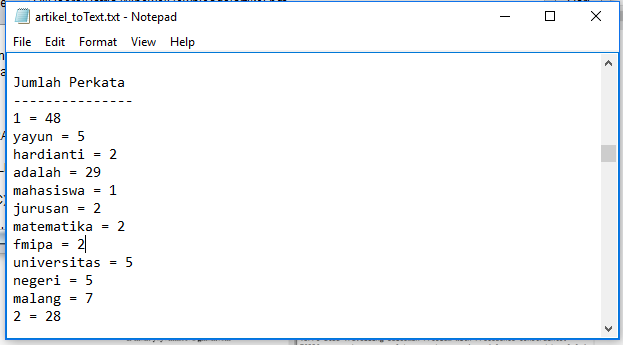 artikel_toText.txt - Notepad
File Edit Format View Help
Jumlah Perkata
---------------
1 = 48
yayun = 5
hardianti = 2
adalah = 29
mahasiswa = 1
jurusan = 2
matematika = 2
fmipa = 2
universitas = 5
negeri = 5
malang = 7
2 = 28